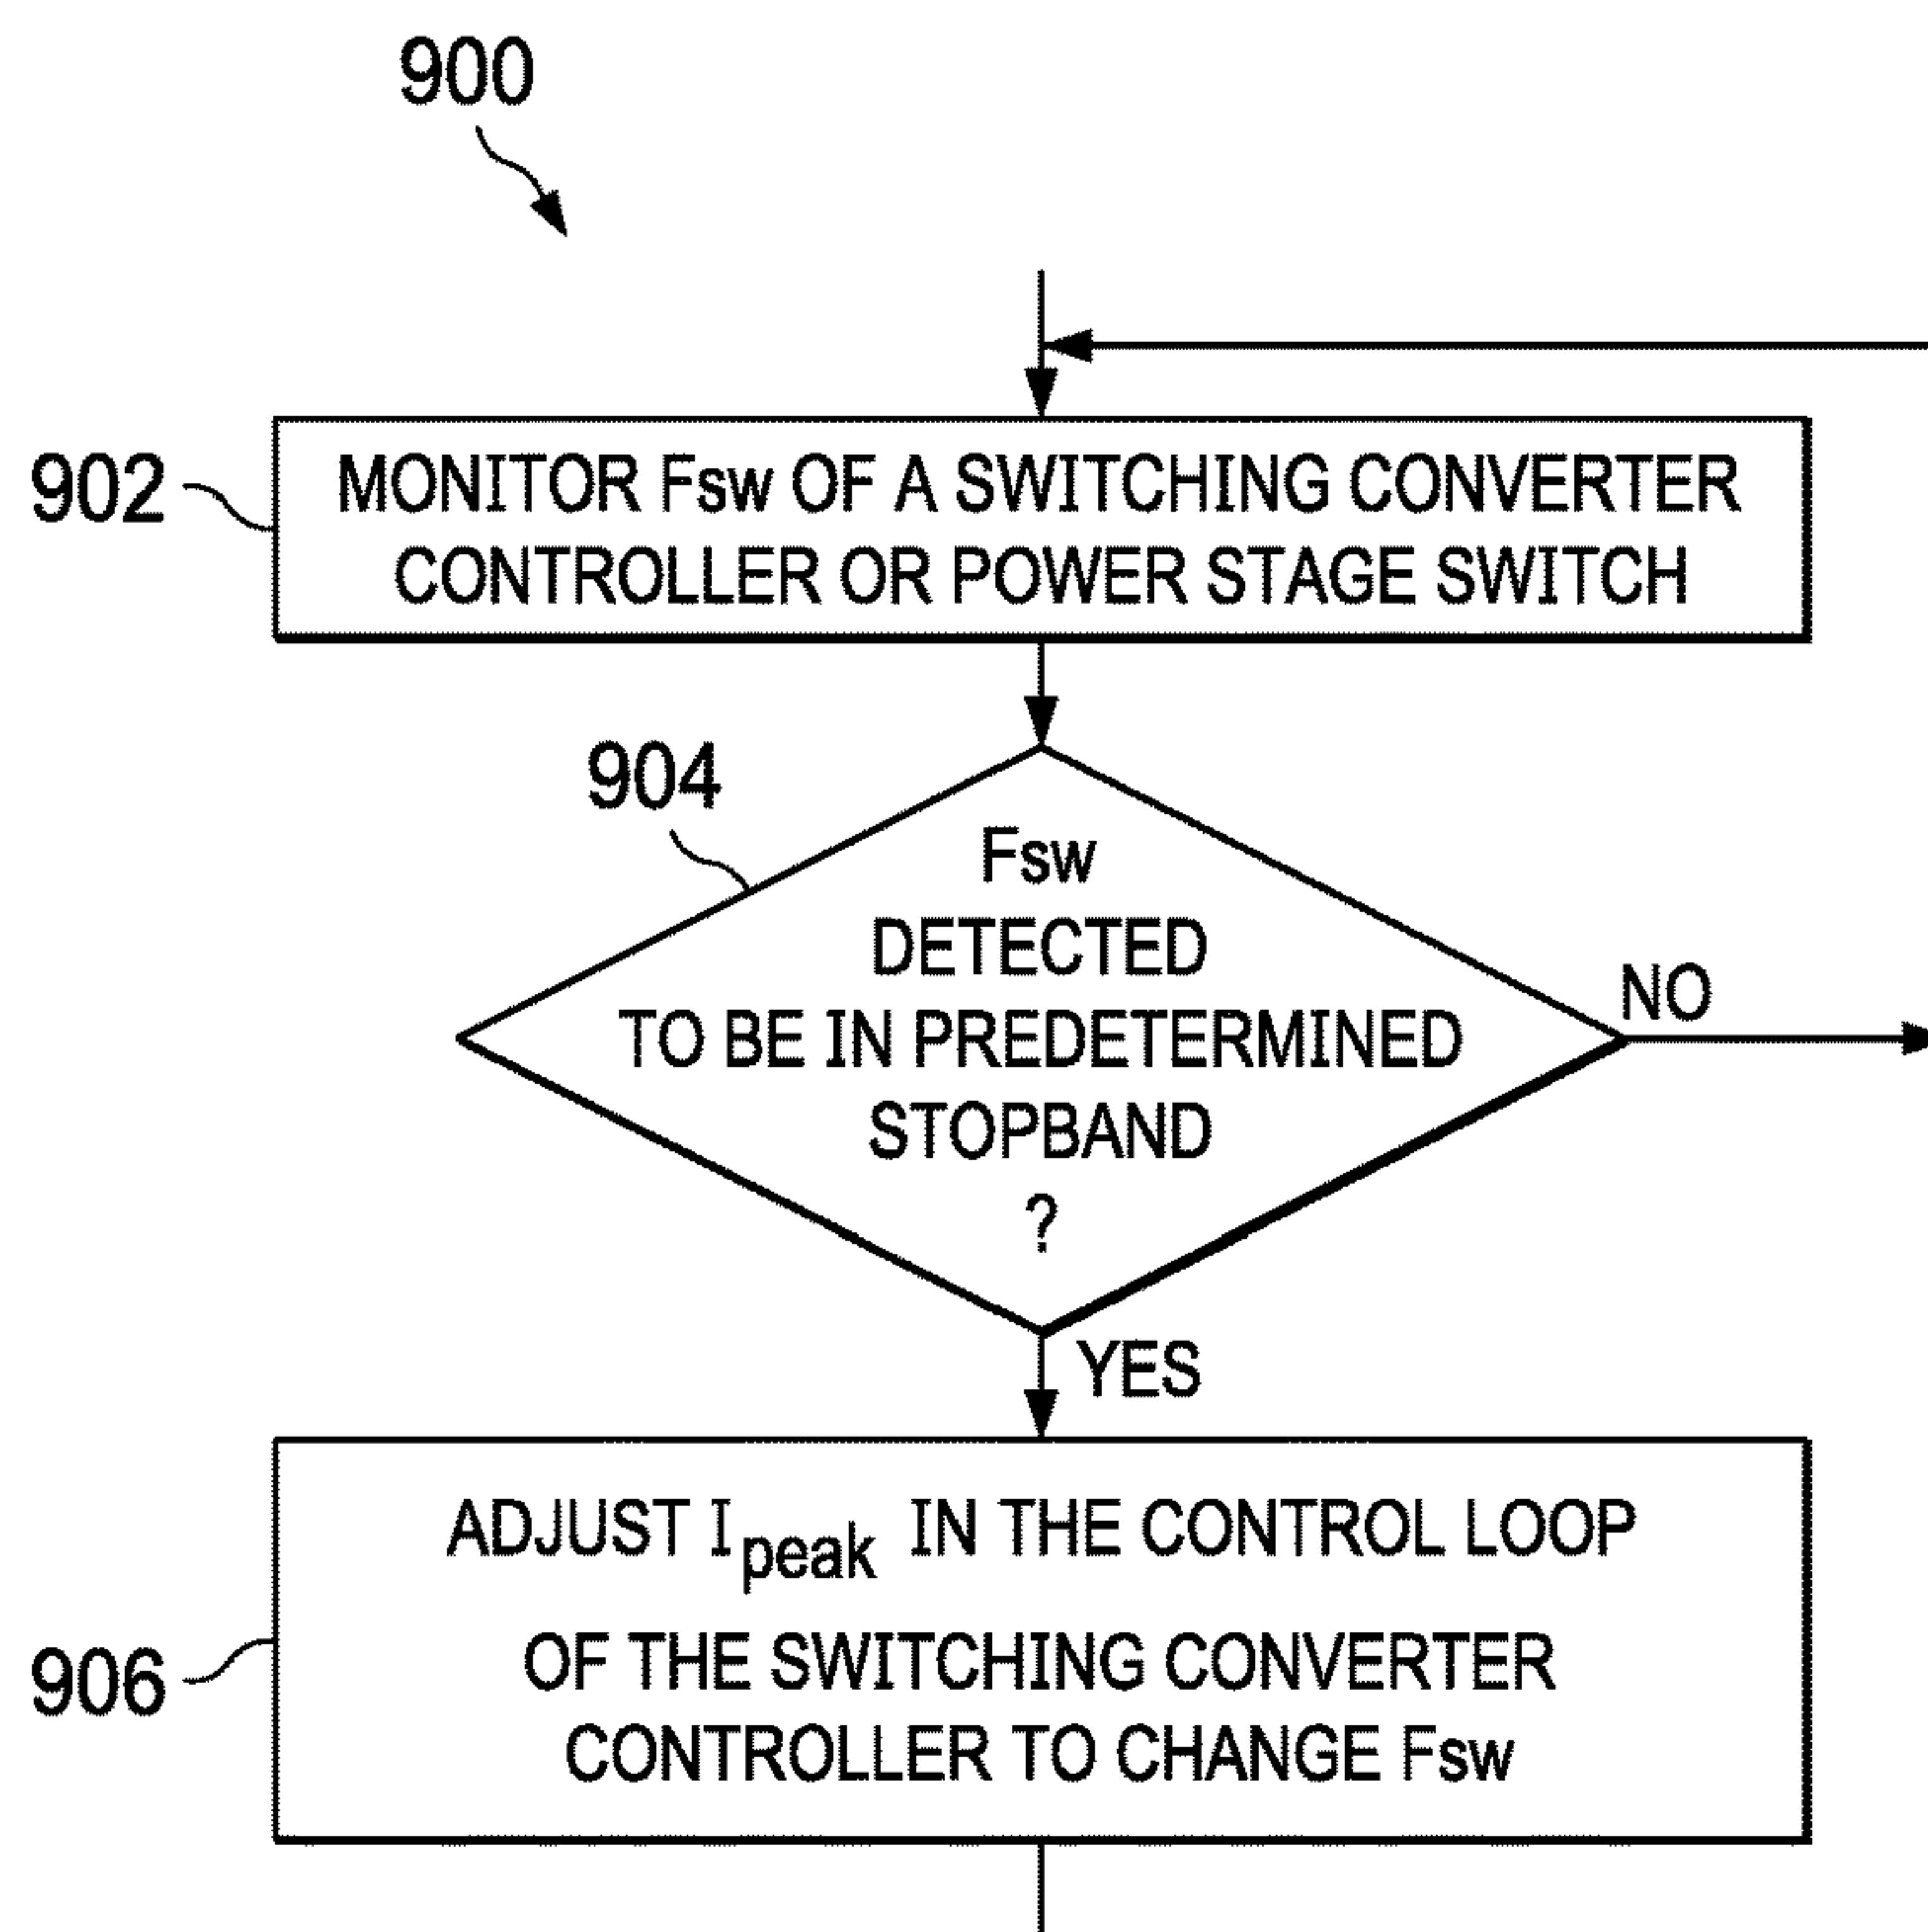 900
902
MONITOR Fsw OF A SWITCHING CONVERTER
CONTROLLER OR POWER STAGE SWITCH
904
Fsw
DETECTED
TO BE IN PREDETERMINED
STOPBAND
?
NO
YES
906
ADJUST Ipeak IN THE CONTROL LOOP
OF THE SWITCHING CONVERTER
CONTROLLER TO CHANGE Fsw